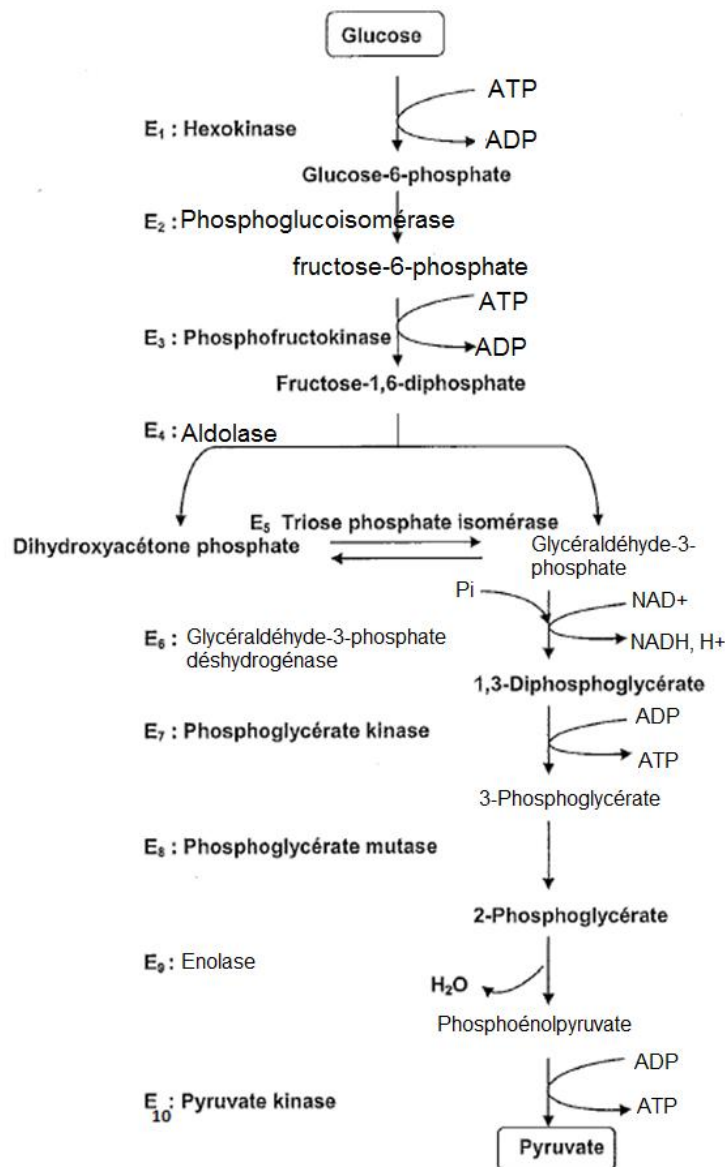 Glucose
ATP
E1 : Hexokinase
ADP
Glucose-6-phosphate
E2 : Phosphoglucoisomérase
fructose-6-phosphate
ATP
E3 : Phosphofructokinase
ADP
Fructose-1,6-diphosphate
E4 : Aldolase
E5 Triose phosphate isomérase
Dihydroxyacétone phosphate
Glycéraldéhyde-3-
phosphate
Pi
NAD+
E6 : Glycéraldéhyde-3-phosphate
déshydrogénase
NADH, H+
1,3-Diphosphoglycérate
ADP
E7 : Phosphoglycérate kinase
ATP
3-Phosphoglycérate
E8 : Phosphoglycérate mutase
2-Phosphoglycérate
E9 : Enolase
H2O
Phosphoénolpyruvate
ADP
E10 : Pyruvate kinase
ATP
Pyruvate